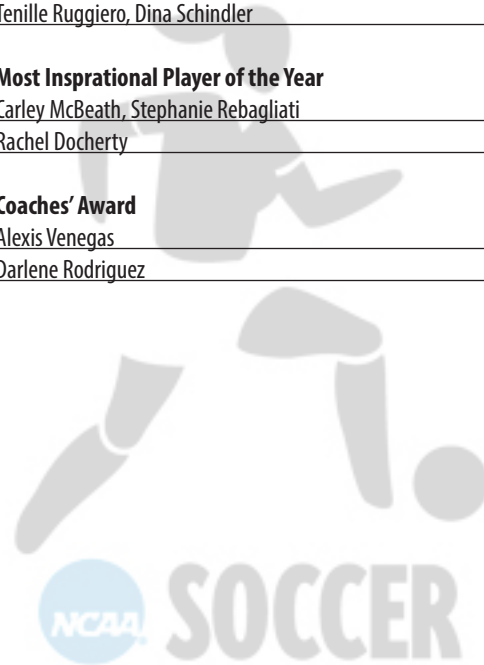 Tenille Ruggiero, Dina Schindler
Most Insprational Player of the Year
Carley McBeath, Stephanie Rebagliati
Rachel Docherty
Coaches’ Award
Alexis Venegas
Darlene Rodriguez
NCAA SOCCER